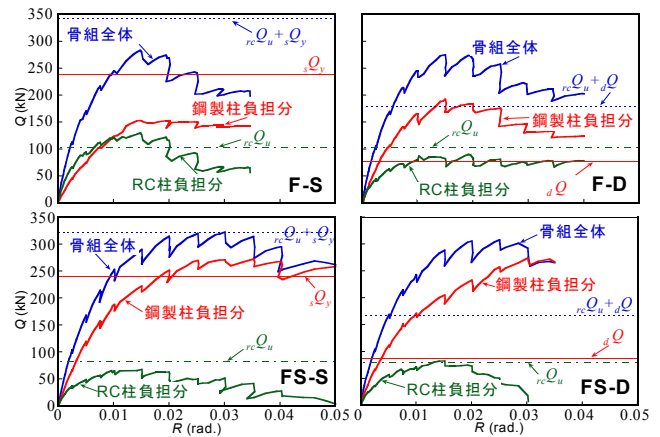 350
300
250
200
150
100
50
0
Q (kN)
骨組全体
rcQu+sQy
sQy
鋼製柱負担分
rcQu
RC柱負担分
F-S
骨組全体
rcQu+dQ
鋼製柱負担分
rcQu
RC柱負担分
dQ
F-D
350
300
250
200
150
100
50
0
Q (kN)
骨組全体
rcQu+sQy
sQy
鋼製柱負担分
rcQu
RC柱負担分
FS-S
0 0.01 0.02 0.03 0.04 0.05
R (rad.)
骨組全体
鋼製柱負担分
rcQu+dQ
dQ
rcQu
RC柱負担分
FS-D
0 0.01 0.02 0.03 0.04 0.05
R (rad.)